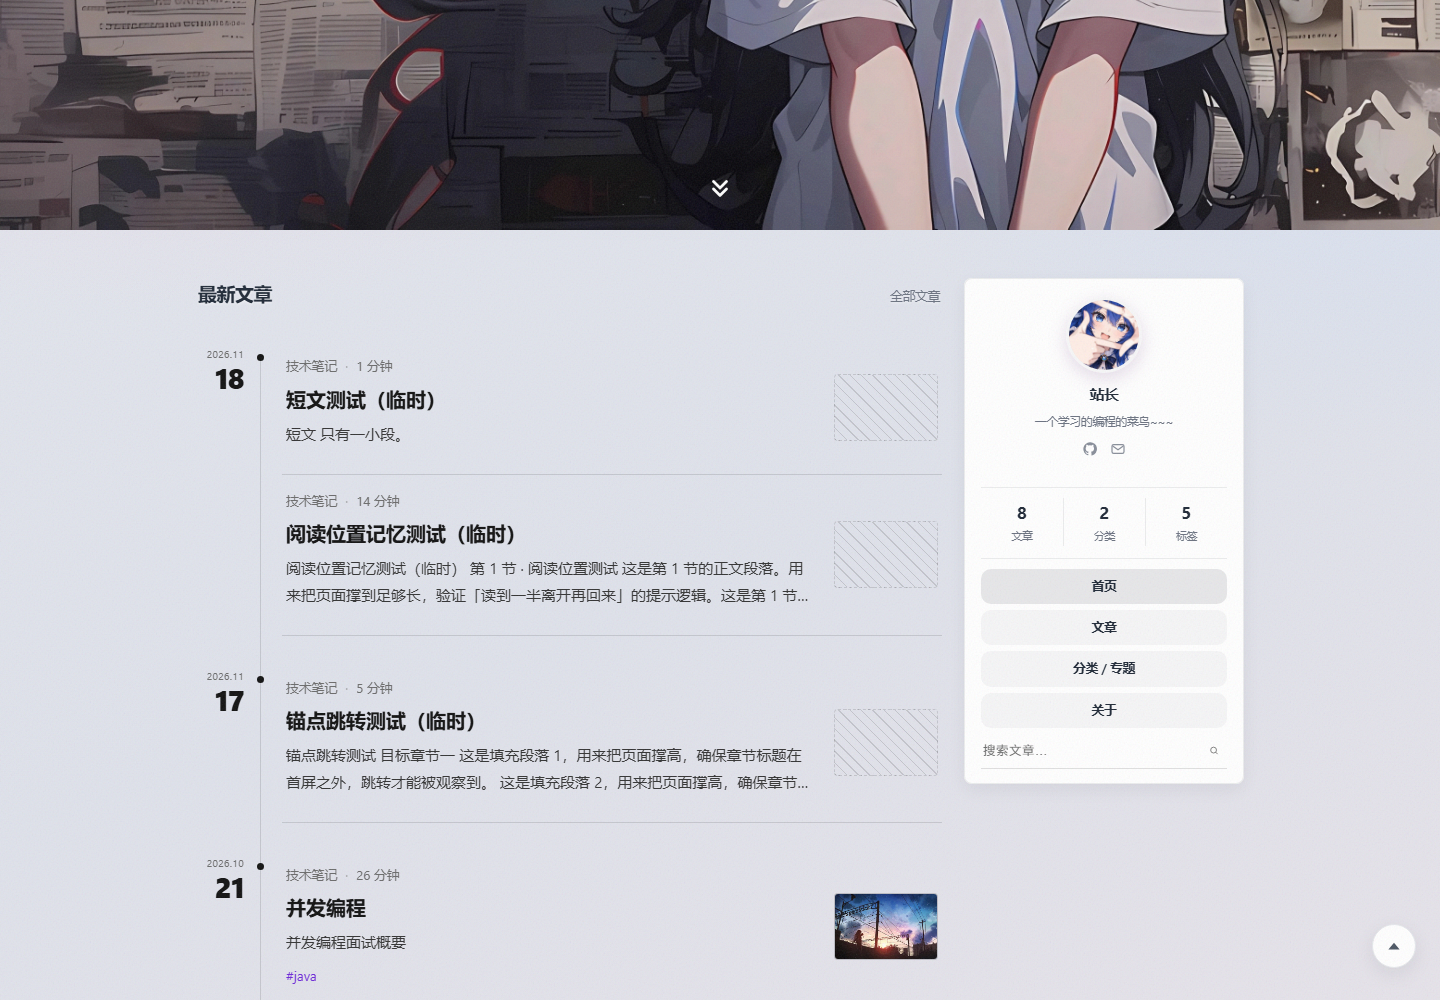 最新文章
全部文章
2026.11
18
技术笔记 · 1 分钟
短文测试（临时）
短文 只有一小段。
技术笔记 · 14 分钟
阅读位置记忆测试（临时）
阅读位置记忆测试（临时） 第 1 节 · 阅读位置测试 这是第 1 节的正文段落。用
来把页面撑到足够长，验证「读到一半离开再回来」的提示逻辑。这是第 1 节...
2026.11
17
技术笔记 · 5 分钟
锚点跳转测试（临时）
锚点跳转测试 目标章节一 这是填充段落 1，用来把页面撑高，确保章节标题在
首屏之外，跳转才能被观察到。 这是填充段落 2，用来把页面撑高，确保章节...
2026.10
21
技术笔记 · 26 分钟
并发编程
并发编程面试概要
#java
站长
一个学习的编程的菜鸟~~~
8
文章
2
分类
5
标签
首页
文章
分类 / 专题
关于
搜索文章...